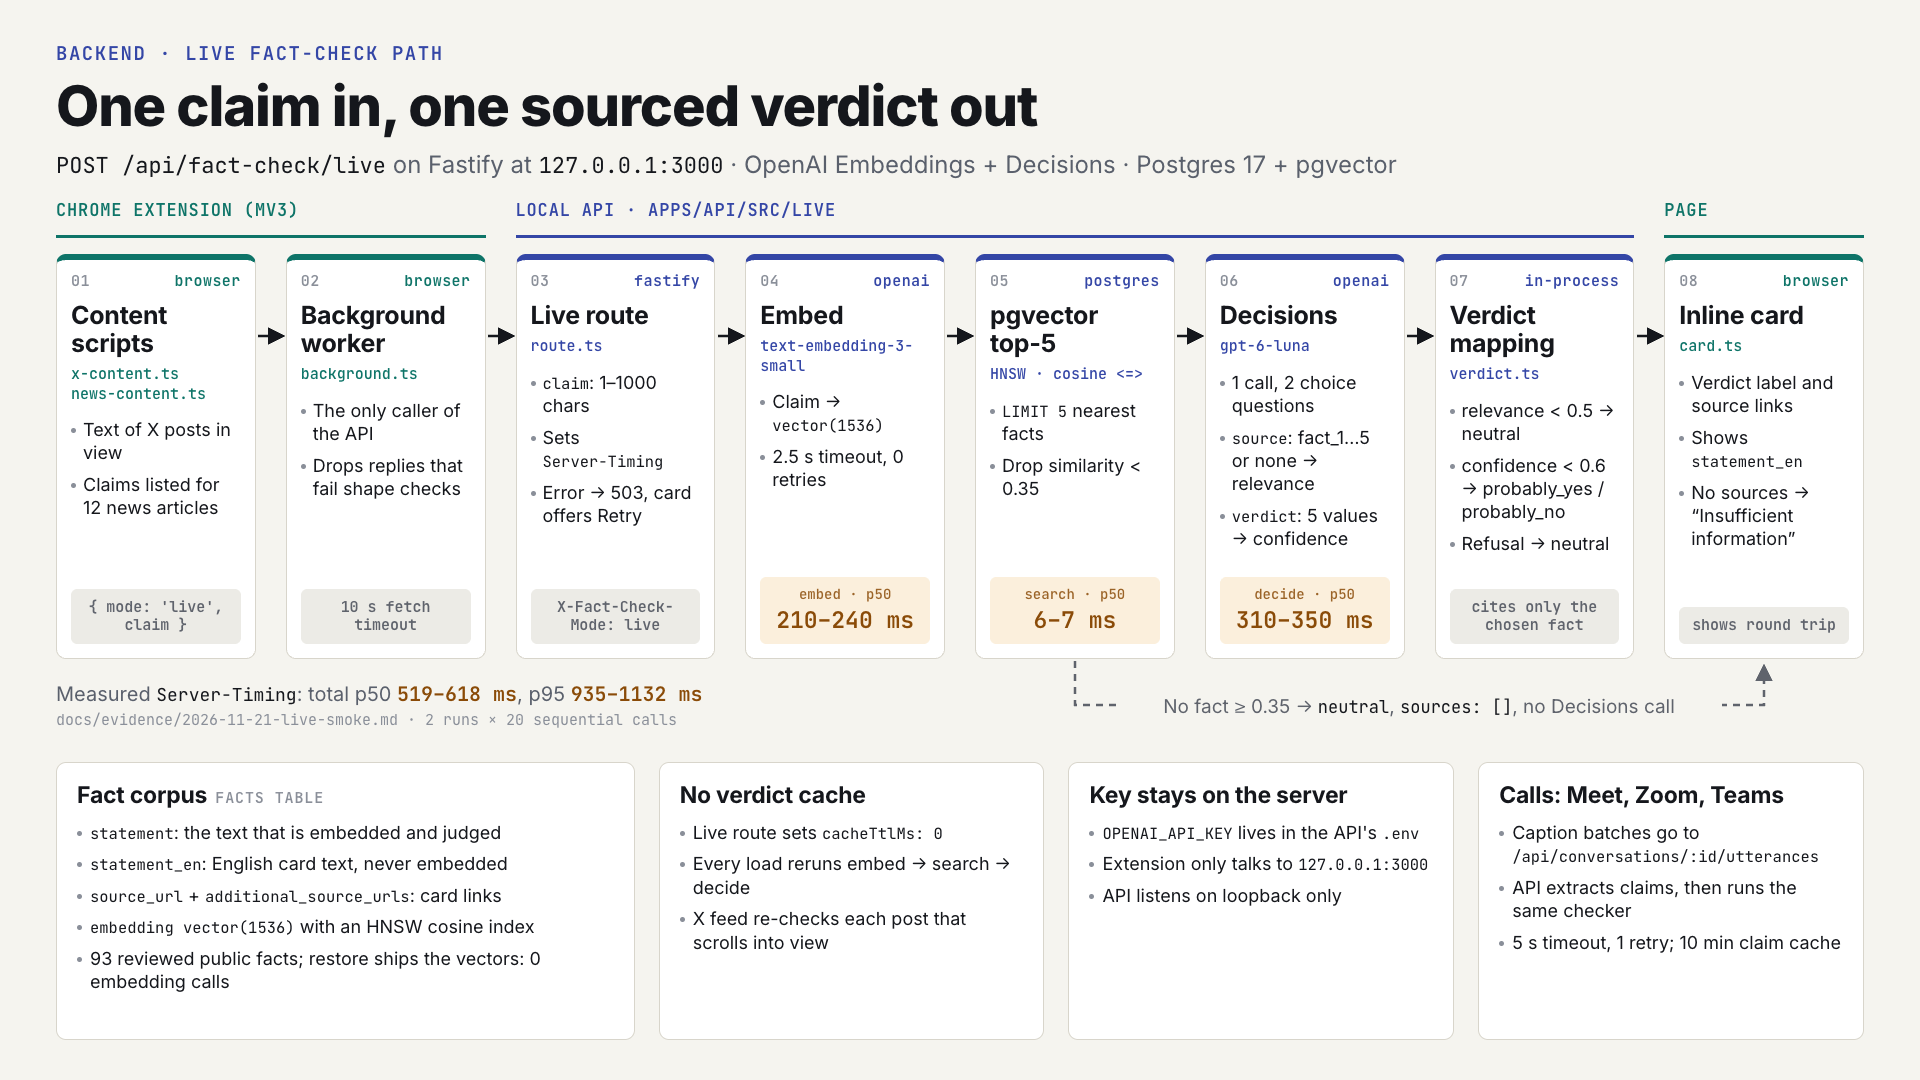 BACKEND · LIVE FACT-CHECK PATH
One claim in, one sourced verdict out
POST /api/fact-check/live on Fastify at 127.0.0.1:3000 · OpenAI Embeddings + Decisions · Postgres 17 + pgvector
CHROME EXTENSION (MV3)
LOCAL API · APPS/API/SRC/LIVE
PAGE
01 browser
Content
scripts
x-content.ts
news-content.ts
• Text of X posts in
view
• Claims listed for
12 news articles
{ mode: 'live',
claim }
02 browser
Background
worker
background.ts
• The only caller of
the API
• Drops replies that
fail shape checks
10 s fetch
timeout
03 fastify
Live route
route.ts
• claim: 1–1000
chars
• Sets
Server-Timing
• Error → 503, card
offers Retry
X-Fact-Check-
Mode: live
04 openai
Embed
text-embedding-3-
small
• Claim →
vector(1536)
• 2.5 s timeout, 0
retries
embed · p50
210–240 ms
05 postgres
pgvector
top-5
HNSW · cosine <=>
• LIMIT 5 nearest
facts
• Drop similarity <
0.35
search · p50
6–7 ms
06 openai
Decisions
gpt-6-luna
• 1 call, 2 choice
questions
• source: fact_1…5
or none →
relevance
• verdict: 5 values
→ confidence
decide · p50
310–350 ms
07 in-process
Verdict
mapping
verdict.ts
• relevance < 0.5 →
neutral
• confidence < 0.6
→ probably_yes /
probably_no
• Refusal → neutral
cites only the
chosen fact
08 browser
Inline card
card.ts
• Verdict label and
source links
• Shows
statement_en
• No sources →
“Insufficient
information”
shows round trip
Measured Server-Timing: total p50 519–618 ms, p95 935–1132 ms
docs/evidence/2026-11-21-live-smoke.md · 2 runs × 20 sequential calls
No fact ≥ 0.35 → neutral, sources: [], no Decisions call
Fact corpus FACTS TABLE
• statement: the text that is embedded and judged
• statement_en: English card text, never embedded
• source_url + additional_source_urls: card links
• embedding vector(1536) with an HNSW cosine index
• 93 reviewed public facts; restore ships the vectors: 0
embedding calls
No verdict cache
• Live route sets cacheTtlMs: 0
• Every load reruns embed → search →
decide
• X feed re-checks each post that
scrolls into view
Key stays on the server
• OPENAI_API_KEY lives in the API's .env
• Extension only talks to 127.0.0.1:3000
• API listens on loopback only
Calls: Meet, Zoom, Teams
• Caption batches go to
/api/conversations/:id/utterances
• API extracts claims, then runs the
same checker
• 5 s timeout, 1 retry; 10 min claim cache